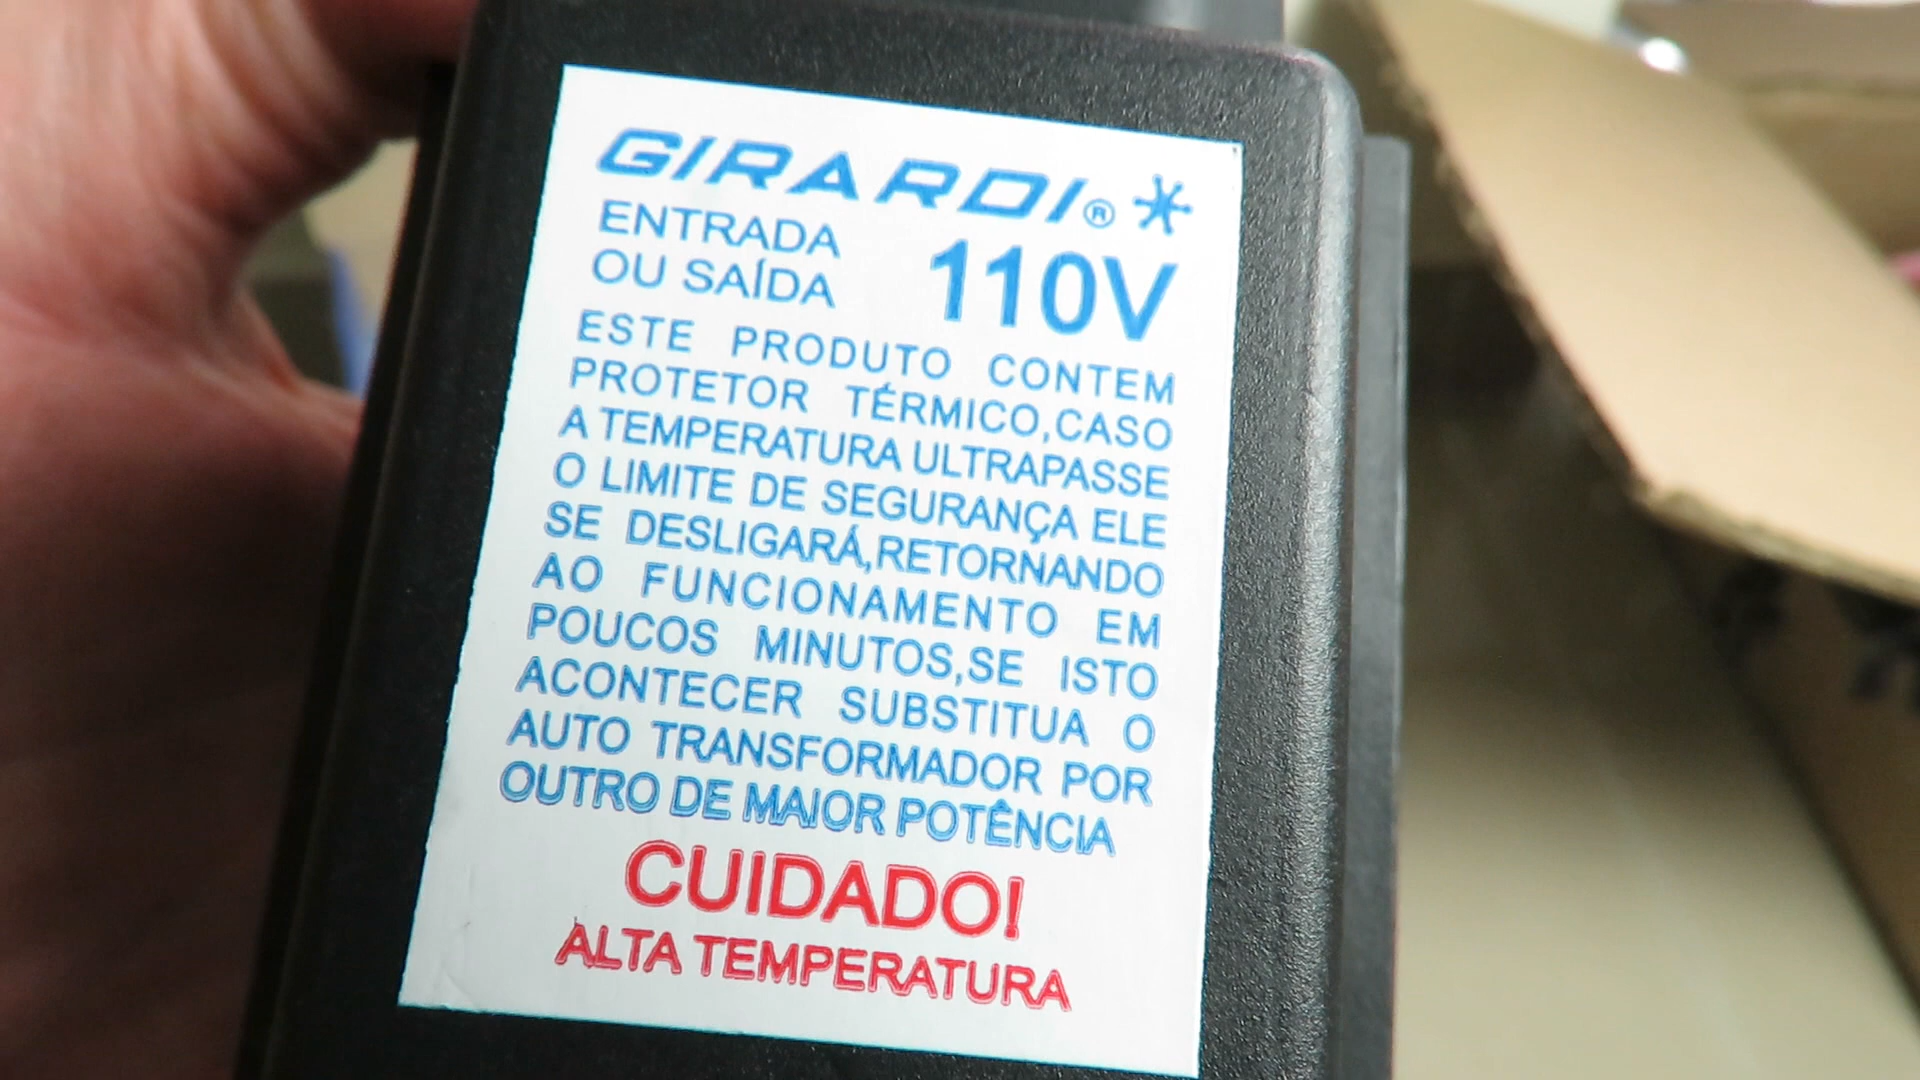 GIRARDI®
ENTRADA
OU SAÍDA
110V
ESTE PRODUTO CONTEM
PROTETOR TÉRMICO,CASO
A TEMPERATURA ULTRAPASSE
O LIMITE DE SEGURANÇA ELE
SE DESLIGARÁ,RETORNANDO
AO FUNCIONAMENTO EM
POUCOS MINUTOS,SE ISTO
ACONTECER SUBSTITUA O
AUTO TRANSFORMADOR POR
OUTRO DE MAIOR POTÊNCIA
CUIDADO!
ALTA TEMPERATURA